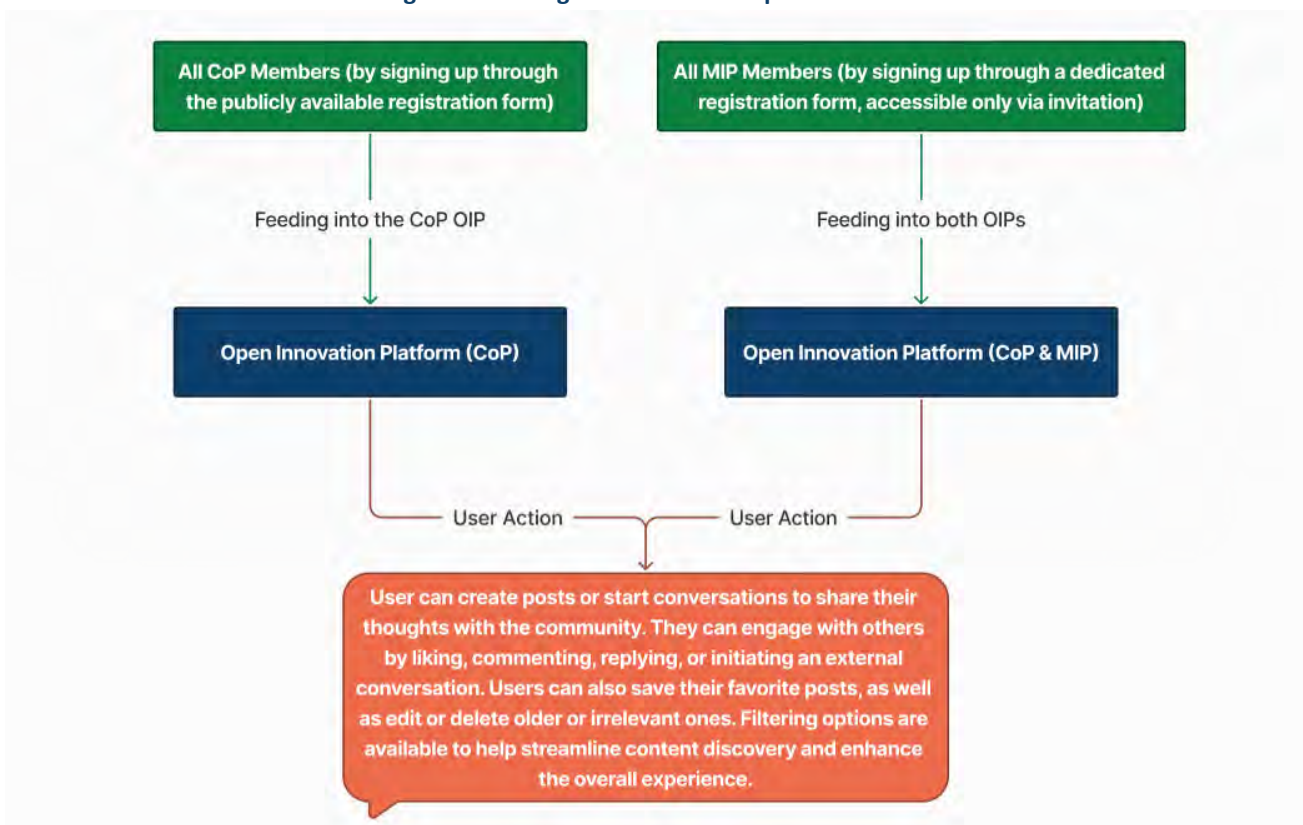 All CoP Members (by signing up through
the publicly available registration form)
All MIP Members (by signing up through a dedicated
registration form, accessible only via invitation)
Feeding into the CoP OIP
Feeding into both OIPs
Open Innovation Platform (CoP)
Open Innovation Platform (CoP & MIP)
User Action
User Action
User can create posts or start conversations to share their
thoughts with the community. They can engage with others
by liking, commenting, replying, or initiating an external
conversation. Users can also save their favorite posts, as well
as edit or delete older or irrelevant ones. Filtering options are
available to help streamline content discovery and enhance
the overall experience.